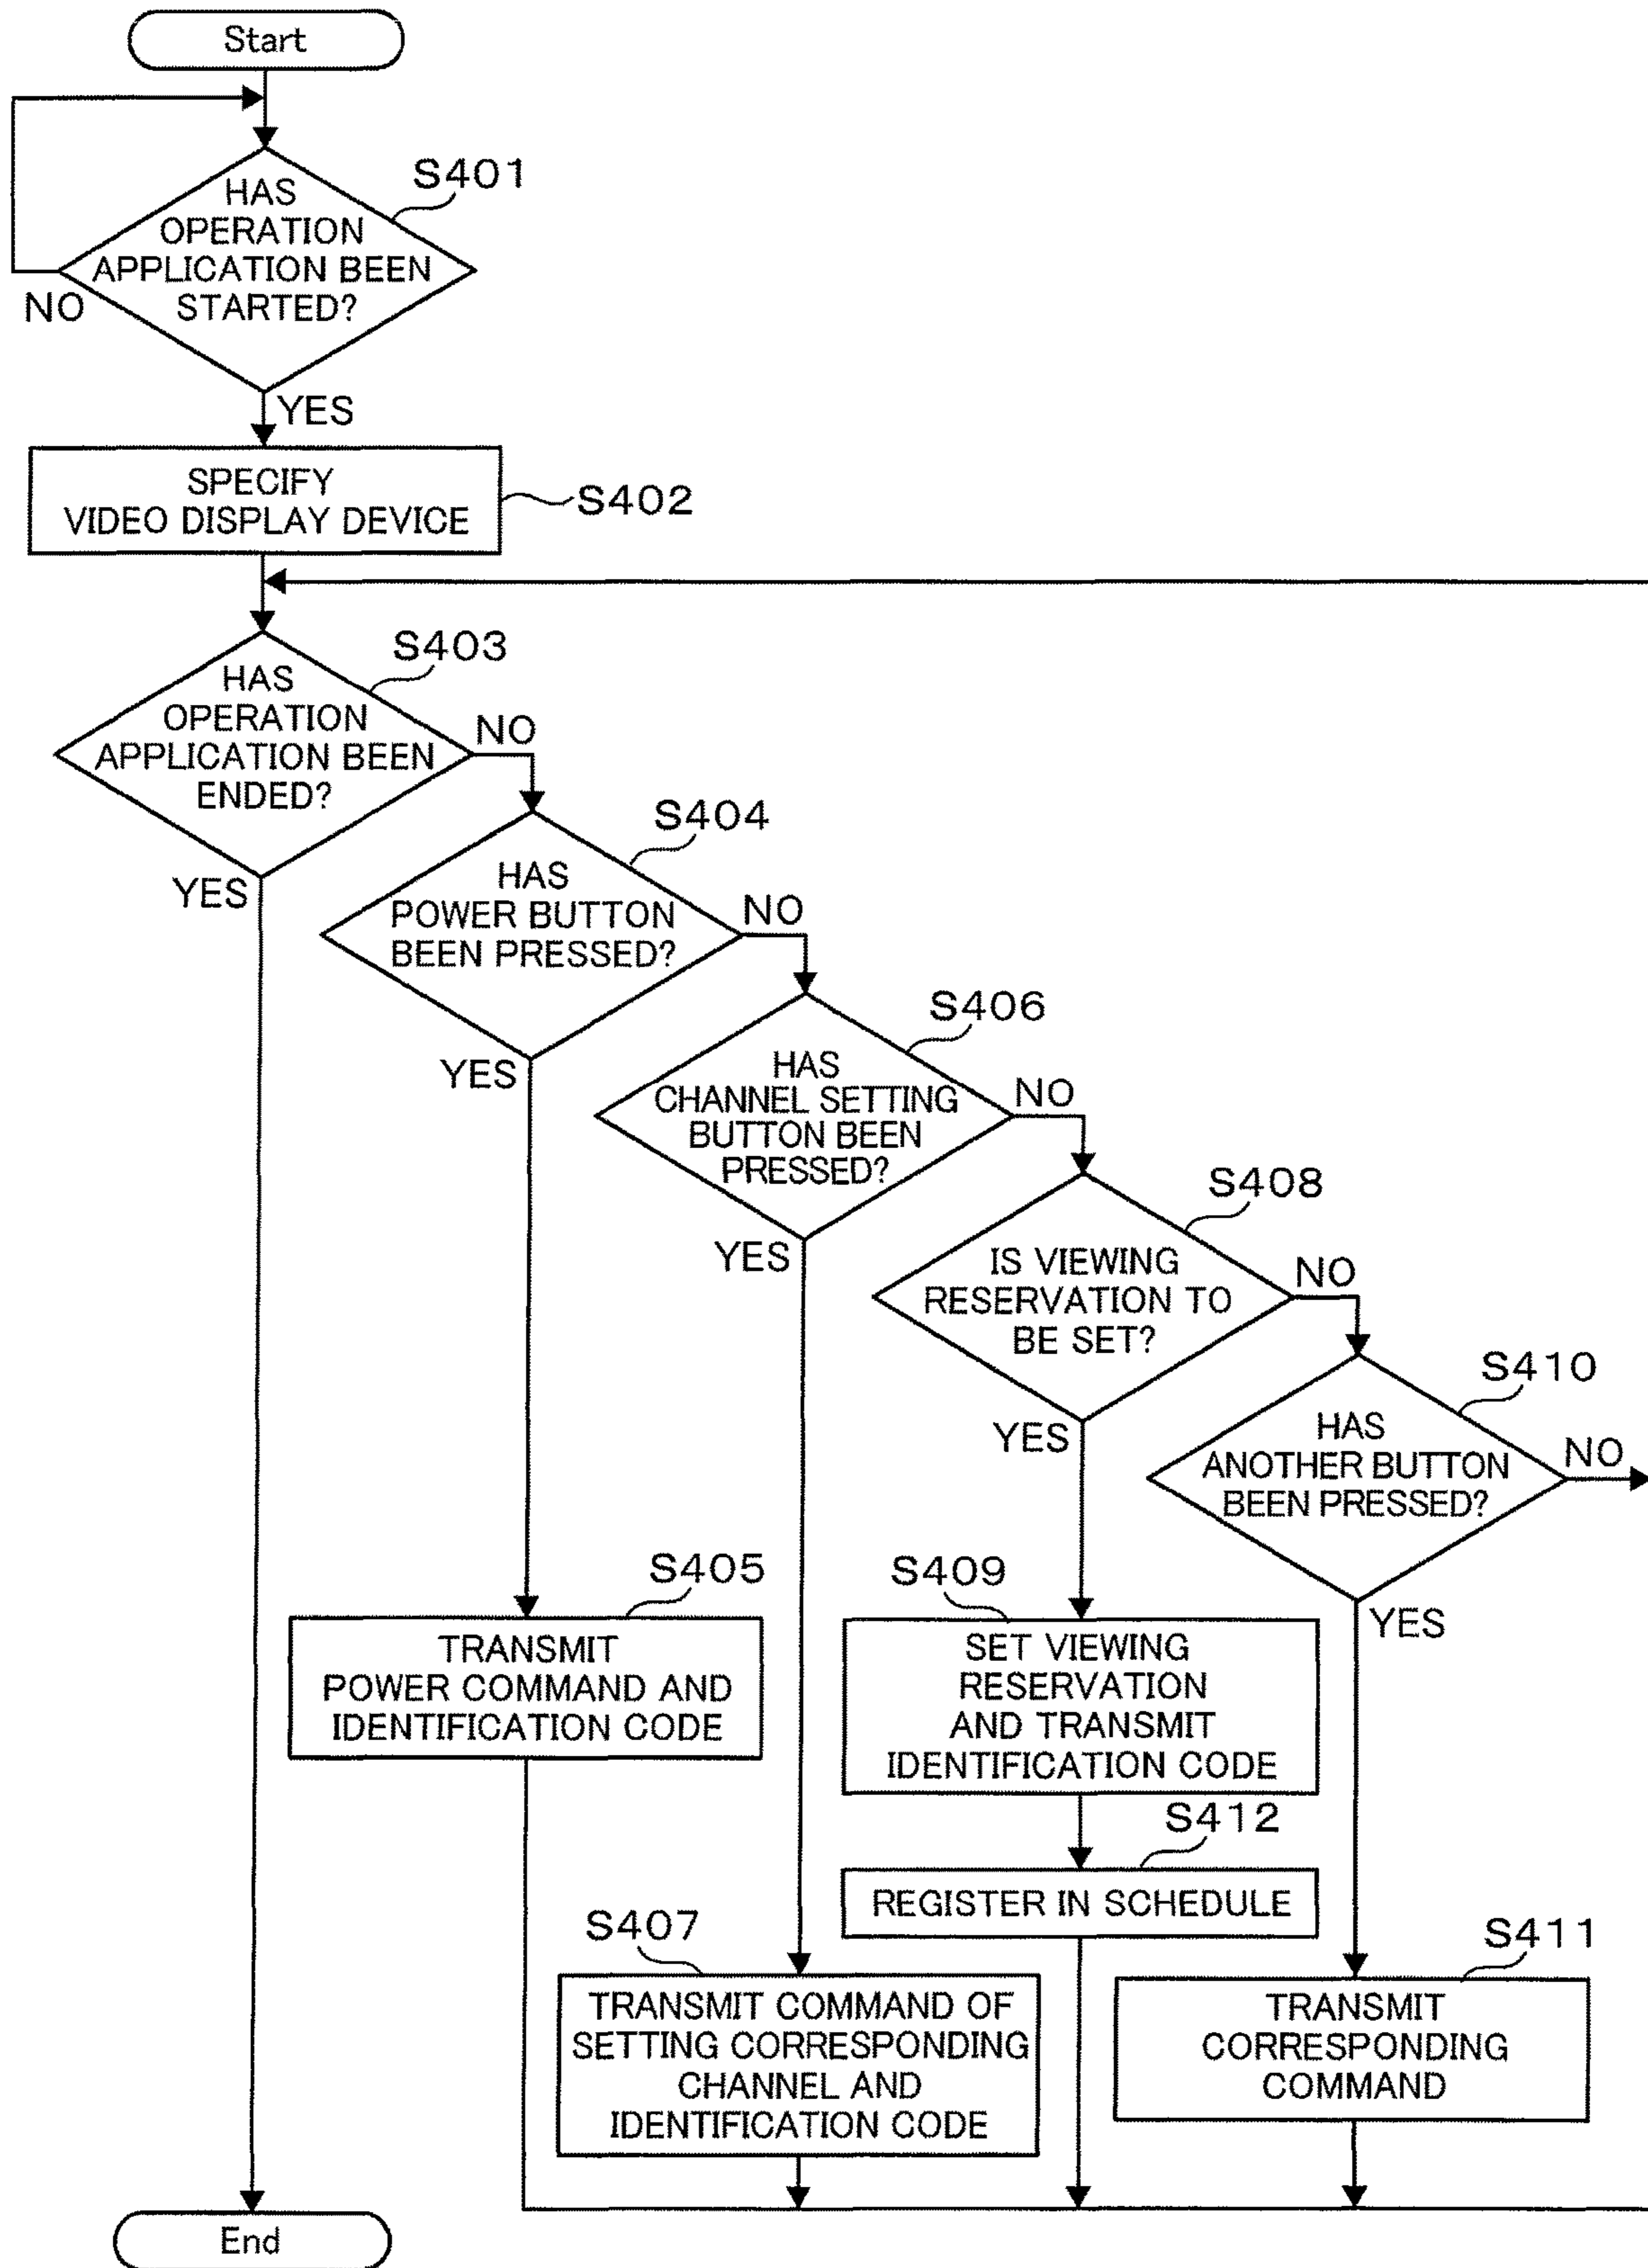 Start
S401
HAS
OPERATION
APPLICATION BEEN
STARTED?
NO
YES
SPECIFY
VIDEO DISPLAY DEVICE
S402
S403
HAS
OPERATION
APPLICATION BEEN
ENDED?
NO
YES
S404
HAS
POWER BUTTON
BEEN PRESSED?
NO
YES
S406
HAS
CHANNEL SETTING
BUTTON BEEN
PRESSED?
NO
YES
S408
IS VIEWING
RESERVATION TO
BE SET?
NO
YES
S410
HAS
ANOTHER BUTTON
BEEN PRESSED?
NO
YES
S405
TRANSMIT
POWER COMMAND AND
IDENTIFICATION CODE
S409
SET VIEWING
RESERVATION
AND TRANSMIT
IDENTIFICATION CODE
S412
REGISTER IN SCHEDULE
S407
TRANSMIT COMMAND OF
SETTING CORRESPONDING
CHANNEL AND
IDENTIFICATION CODE
S411
TRANSMIT
CORRESPONDING
COMMAND
End